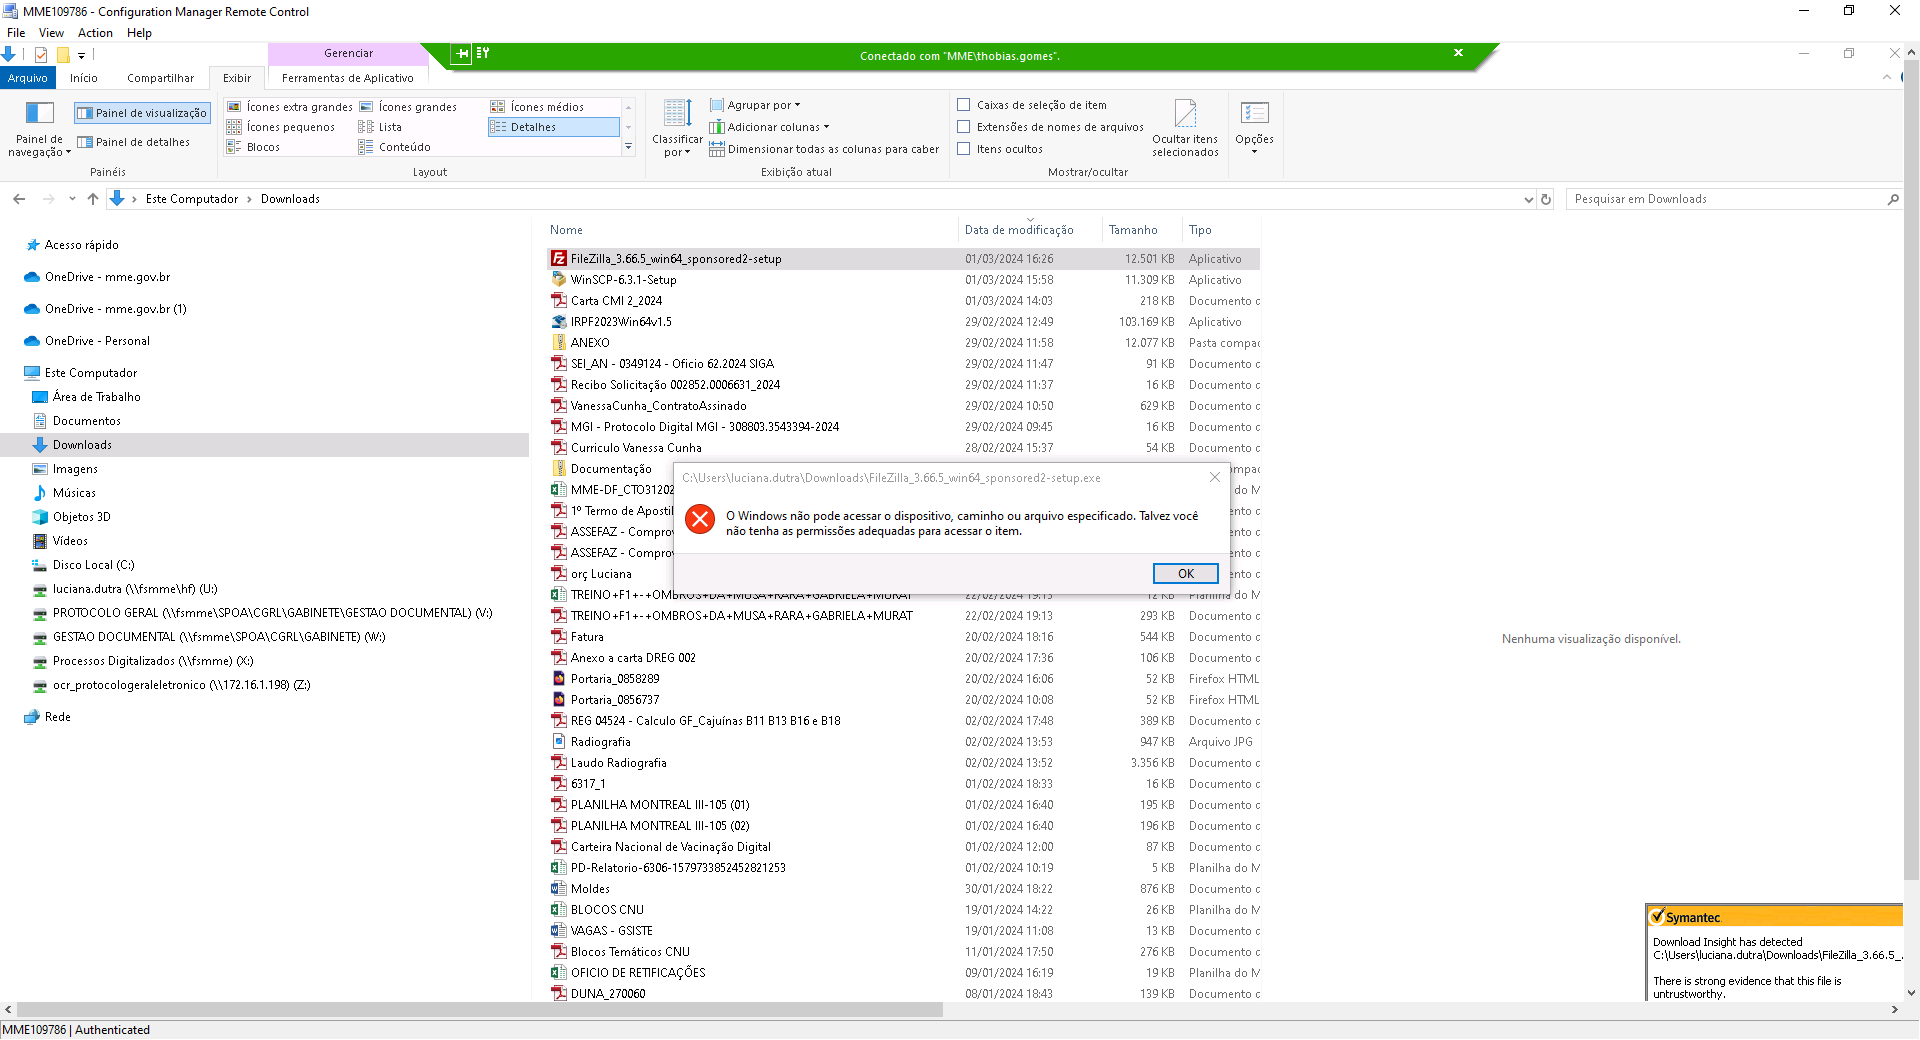 MME109786 - Configuration Manager Remote Control
File View Action Help
Gerenciar
Conectado com "MME\thobias.gomes".
Arquivo Início Compartilhar Exibir Ferramentas de Aplicativo
Painel de navegação
Painel de visualização
Painel de detalhes
Painéis
Ícones extra grandes Ícones grandes Ícones médios
Ícones pequenos Lista Detalhes
Blocos Conteúdo
Layout
Classificar por
Agrupar por
Adicionar colunas
Dimensionar todas as colunas para caber
Exibição atual
Caixas de seleção de item
Extensões de nomes de arquivos
Itens ocultos
Ocultar itens selecionados
Mostrar/ocultar
Opções
Este Computador Downloads
Pesquisar em Downloads
Acesso rápido
OneDrive - mme.gov.br
OneDrive - mme.gov.br (1)
OneDrive - Personal
Este Computador
Área de Trabalho
Documentos
Downloads
Imagens
Músicas
Objetos 3D
Vídeos
Disco Local (C:)
luciana.dutra (\\fsmme\hf) (U:)
PROTOCOLO GERAL (\\fsmme\SPOA\CGRL\GABINETE\GESTAO DOCUMENTAL) (V:)
GESTAO DOCUMENTAL (\\fsmme\SPOA\CGRL\GABINETE) (W:)
Processos Digitalizados (\\fsmme) (X:)
ocr_protocologeraleletronico (\\172.16.1.198) (Z:)
Rede
Nome Data de modificação Tamanho Tipo
FileZilla_3.66.5_win64_sponsored2-setup 01/03/2024 16:26 12.501 KB Aplicativo
WinSCP-6.3.1-Setup 01/03/2024 15:58 11.309 KB Aplicativo
Carta CMI 2_2024 01/03/2024 14:03 218 KB Documento d
IRPF2023Win64v1.5 29/02/2024 12:49 103.169 KB Aplicativo
ANEXO 29/02/2024 11:58 12.077 KB Pasta compac
SEI_AN - 0349124 - Oficio 62.2024 SIGA 29/02/2024 11:47 91 KB Documento d
Recibo Solicitação 002852.0006631_2024 29/02/2024 11:37 16 KB Documento d
VanessaCunha_ContratoAssinado 29/02/2024 10:50 629 KB Documento d
MGI - Protocolo Digital MGI - 308803.3543394-2024 29/02/2024 09:45 16 KB Documento d
Curriculo Vanessa Cunha 28/02/2024 15:37 54 KB Documento d
Documentação
MME-DF_CTO31202
1º Termo de Apostil
ASSEFAZ - Comprov
ASSEFAZ - Comprov
orç Luciana
C:\Users\luciana.dutra\Downloads\FileZilla_3.66.5_win64_sponsored2-setup.exe
O Windows não pode acessar o dispositivo, caminho ou arquivo especificado. Talvez você
não tenha as permissões adequadas para acessar o item.
OK
TREINO+F1+-+OMBROS+DA+MUSA+RARA+GABRIELA+MURAT 22/02/2024 19:13 12 KB Planilha do M
TREINO+F1+-+OMBROS+DA+MUSA+RARA+GABRIELA+MURAT 22/02/2024 19:13 293 KB Documento d
Fatura 20/02/2024 18:16 544 KB Documento d
Anexo a carta DREG 002 20/02/2024 17:36 106 KB Documento d
Portaria_0858289 20/02/2024 16:06 52 KB Firefox HTML
Portaria_0856737 20/02/2024 10:08 52 KB Firefox HTML
REG 04524 - Calculo GF_Cajuínas B11 B13 B16 e B18 02/02/2024 17:48 389 KB Documento d
Radiografia 02/02/2024 13:53 947 KB Arquivo JPG
Laudo Radiografia 02/02/2024 13:52 3.356 KB Documento d
6317_1 01/02/2024 18:33 16 KB Documento d
PLANILHA MONTREAL III-105 (01) 01/02/2024 16:40 195 KB Documento d
PLANILHA MONTREAL III-105 (02) 01/02/2024 16:40 196 KB Documento d
Carteira Nacional de Vacinação Digital 01/02/2024 12:00 87 KB Documento d
PD-Relatorio-6306-1579733852452821253 01/02/2024 10:19 5 KB Planilha do M
Moldes 30/01/2024 18:22 876 KB Documento d
BLOCOS CNU 19/01/2024 14:22 26 KB Planilha do M
VAGAS - GSISTE 19/01/2024 11:08 13 KB Documento d
Blocos Temáticos CNU 11/01/2024 17:50 276 KB Documento d
OFICIO DE RETIFICAÇÕES 09/01/2024 16:19 19 KB Planilha do M
DUNA_270060 08/01/2024 18:43 139 KB Documento d
Nenhuma visualização disponível.
Symantec
Download Insight has detected
C:\Users\luciana.dutra\Downloads\FileZilla_3.66.5_.
There is strong evidence that this file is
untrustworthy.
MME109786 | Authenticated